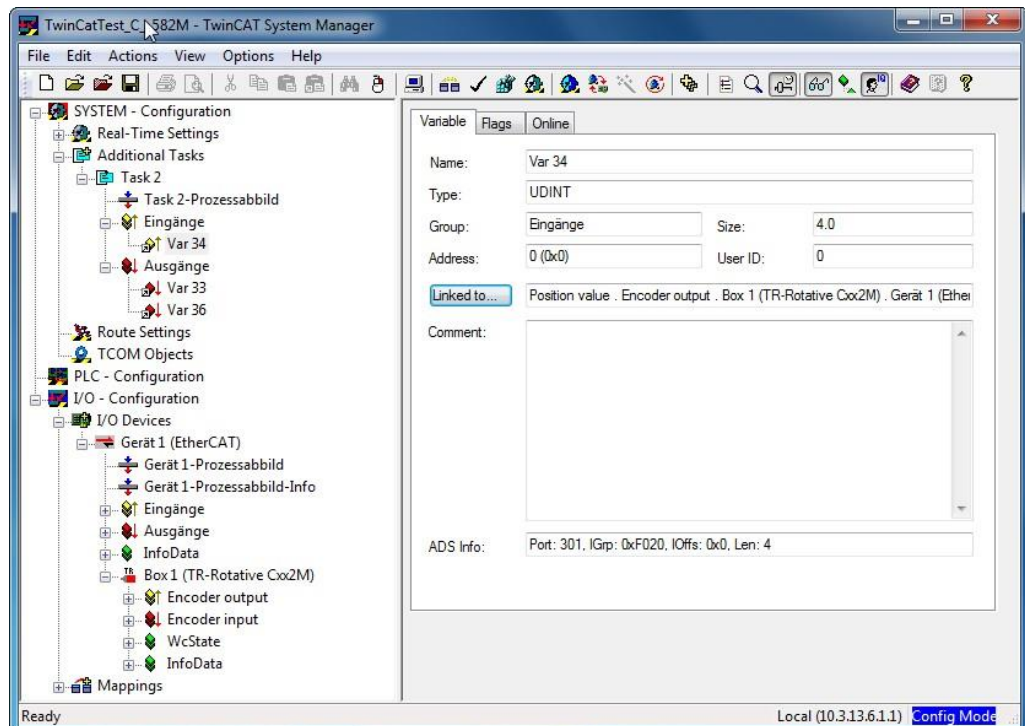 TwinCatTest_C_582M - TwinCAT System Manager
File Edit Actions View Options Help
SYSTEM - Configuration
Real-Time Settings
Additional Tasks
Task 2
Task 2-Prozessabbild
Eingänge
Var 34
Ausgänge
Var 33
Var 36
Route Settings
TCOM Objects
PLC - Configuration
I/O - Configuration
I/O Devices
Gerät 1 (EtherCAT)
Gerät 1-Prozessabbild
Gerät 1-Prozessabbild-Info
Eingänge
Ausgänge
InfoData
TR Box 1 (TR-Rotative Cxx2M)
Encoder output
Encoder input
WcState
InfoData
Mappings
Variable Flags Online
Name: Var 34
Type: UDINT
Group: Eingänge Size: 4.0
Address: 0 (0x0) User ID: 0
Linked to... Position value . Encoder output . Box 1 (TR-Rotative Cxx2M) . Gerät 1 (Ether
Comment:
ADS Info: Port: 301, IGrp: 0xF020, IOffs: 0x0, Len: 4
Ready Local (10.3.13.6.1.1) Config Mode